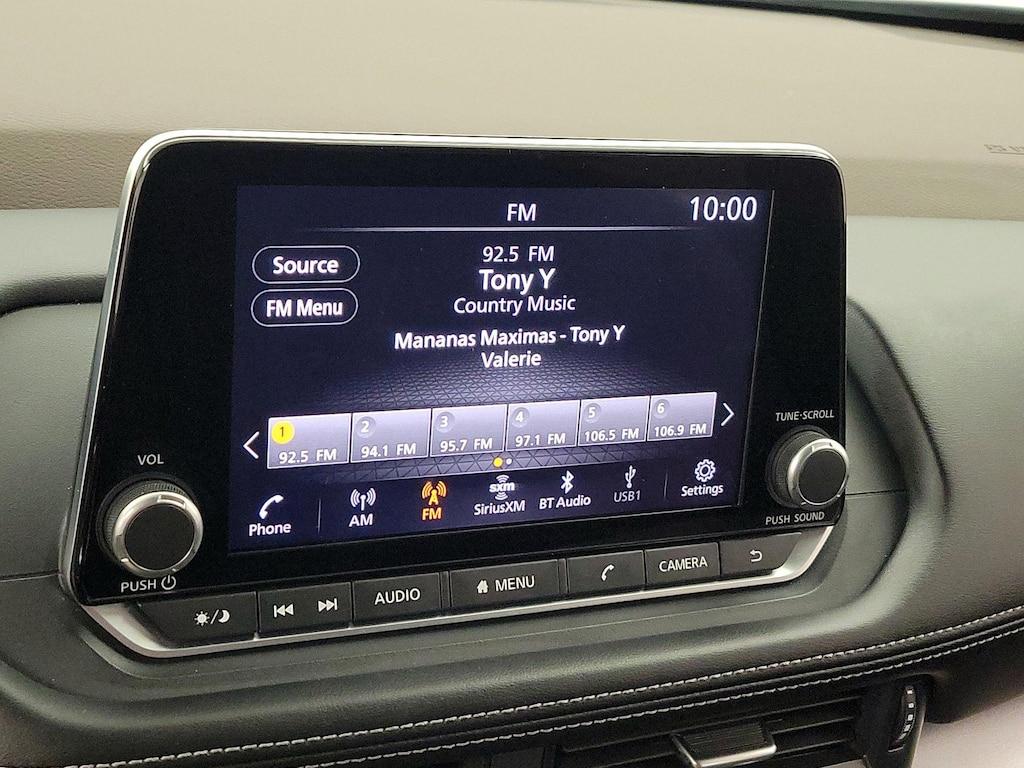 FM 10:00
92.5 FM
Source
Tony Y
FM Menu
Country Music
Mananas Maximas - Tony Y
Valerie
1 2 3 4 5 6
92.5 FM 94.1 FM 95.7 FM 97.1 FM 106.5 FM 106.9 FM
Phone AM FM sxm SiriusXM BT Audio USB1 Settings
VOL
PUSH
TUNE·SCROLL
PUSH SOUND
AUDIO MENU CAMERA